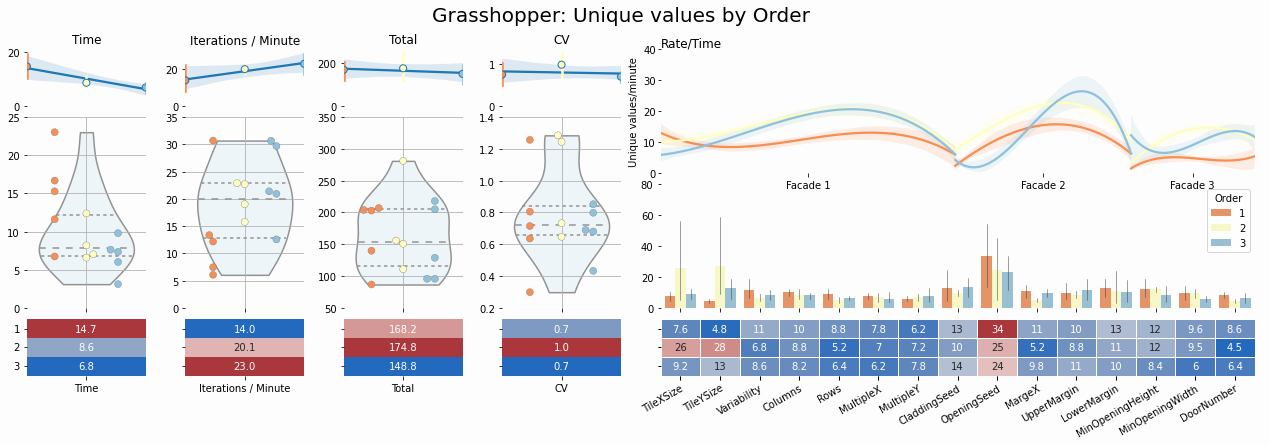 Grasshopper: Unique values by Order
Time
Iterations / Minute
Total
CV
Rate/Time
20
0
20
0
200
0
1
0
Unique values/minute
40
30
20
10
0
Facade 1
Facade 2
Facade 3
25
20
15
10
5
0
35
30
25
20
15
10
5
0
350
300
250
200
150
100
50
1.4
1.2
1.0
0.8
0.6
0.4
0.2
80
60
40
20
0
Order
1
2
3
1 14.7 14.0 168.2 0.7 7.6 4.8 11 10 8.8 7.8 6.2 13 34 11 10 13 12 9.6 8.6
2 8.6 20.1 174.8 1.0 26 28 6.8 8.8 5.2 7 7.2 10 25 5.2 8.8 11 12 9.5 4.5
3 6.8 23.0 148.8 0.7 9.2 13 8.6 8.2 6.4 6.2 7.8 14 24 9.8 11 10 8.4 6 6.4
Time
Iterations / Minute
Total
CV
TileXSize
TileYSize
Variability
Columns
Rows
MultipleX
MultipleY
CladdingSeed
OpeningSeed
MargeX
UpperMargin
LowerMargin
MinOpeningHeight
MinOpeningWidth
DoorNumber